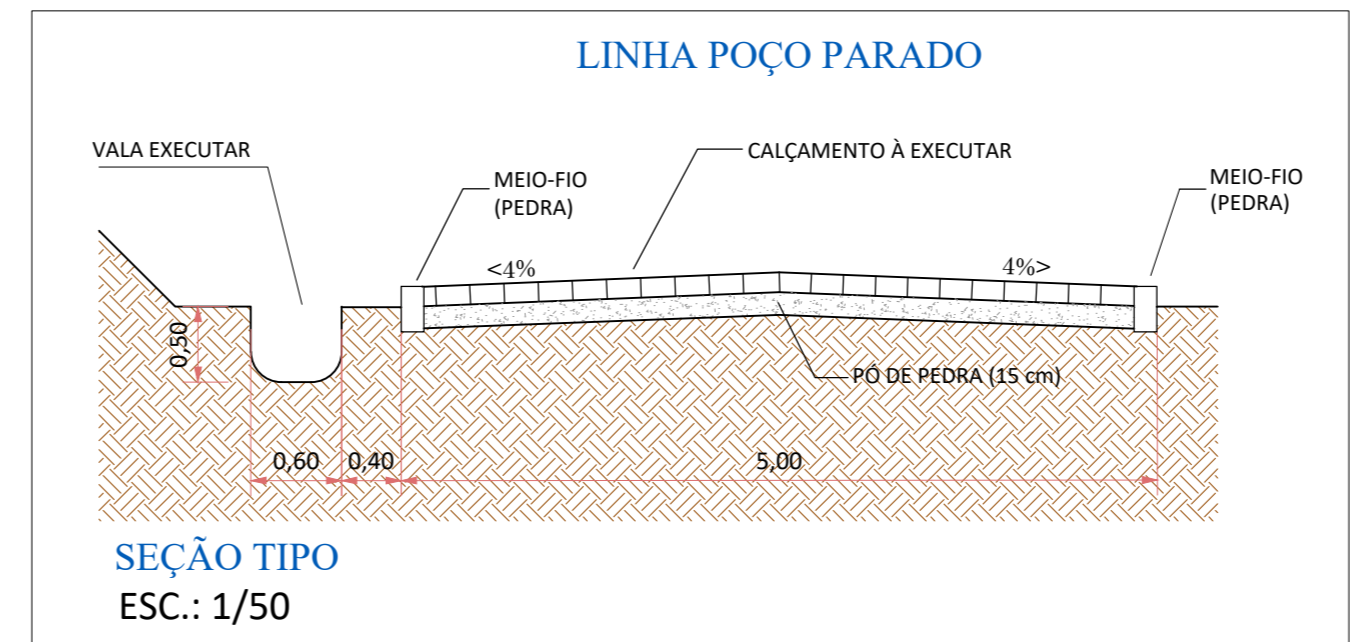 LINHA POÇO PARADO
VALA EXECUTAR
CALÇAMENTO À EXECUTAR
MEIO-FIO
(PEDRA)
MEIO-FIO
(PEDRA)
<4%
4%>
0,50
PÓ DE PEDRA (15 cm)
0,60
0,40
5,00
SEÇÃO TIPO
ESC.: 1/50